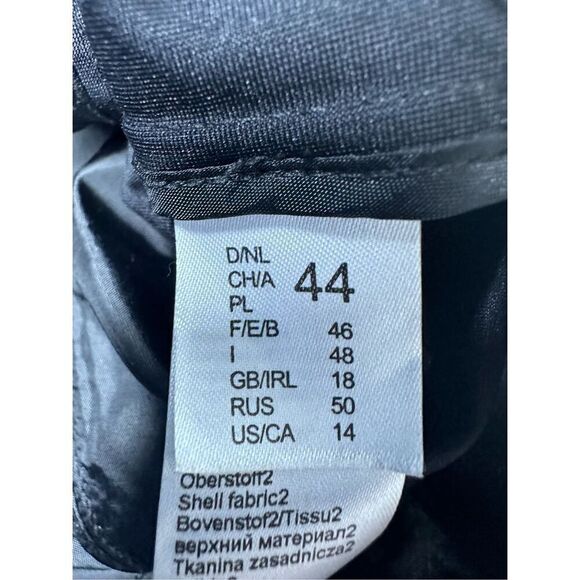 D/NL
CH/A 44
PL
F/E/B 46
I 48
GB/IRL 18
RUS 50
US/CA 14
Oberstoff2
Shell fabric2
Bovenstof2/Tissu2
верхний материал2
Tkanina zasadnicza2